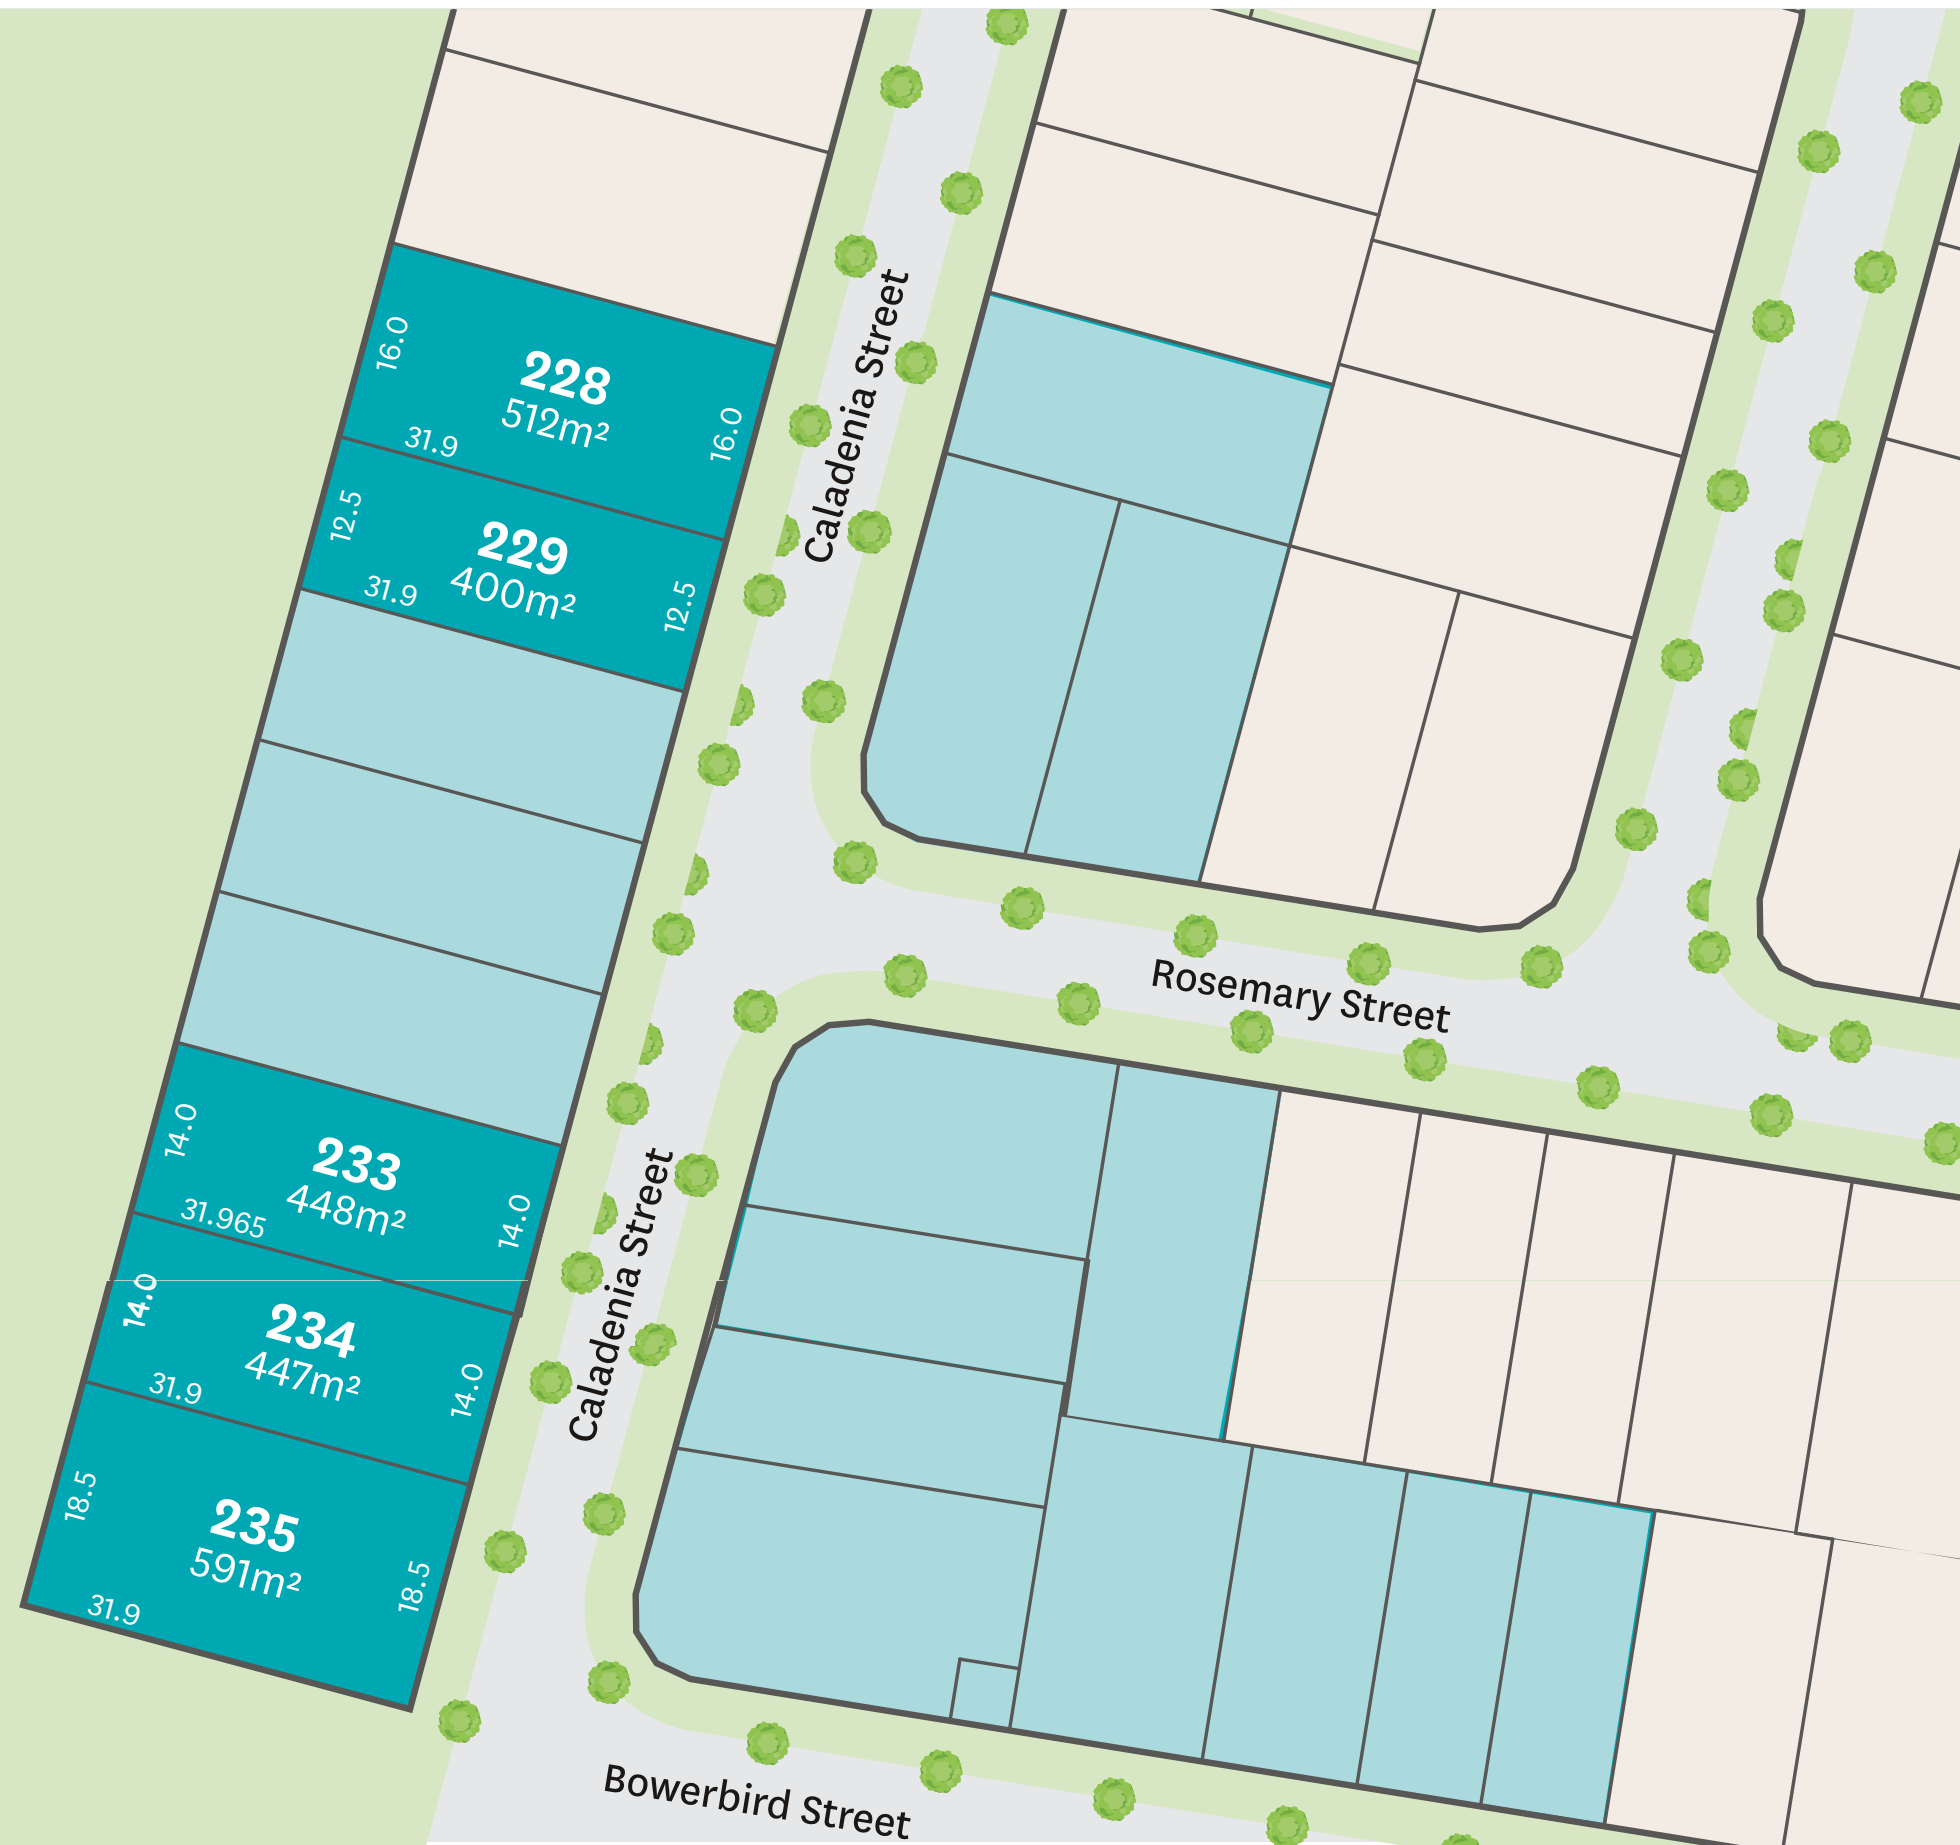 16.0
228
512m²
16.0
31.9
12.5
229
400m²
12.5
31.9
Caladenia Street
Rosemary Street
14.0
233
448m²
14.0
31.965
14.0
234
447m²
14.0
31.9
Caladenia Street
18.5
235
591m²
18.5
31.9
Bowerbird Street